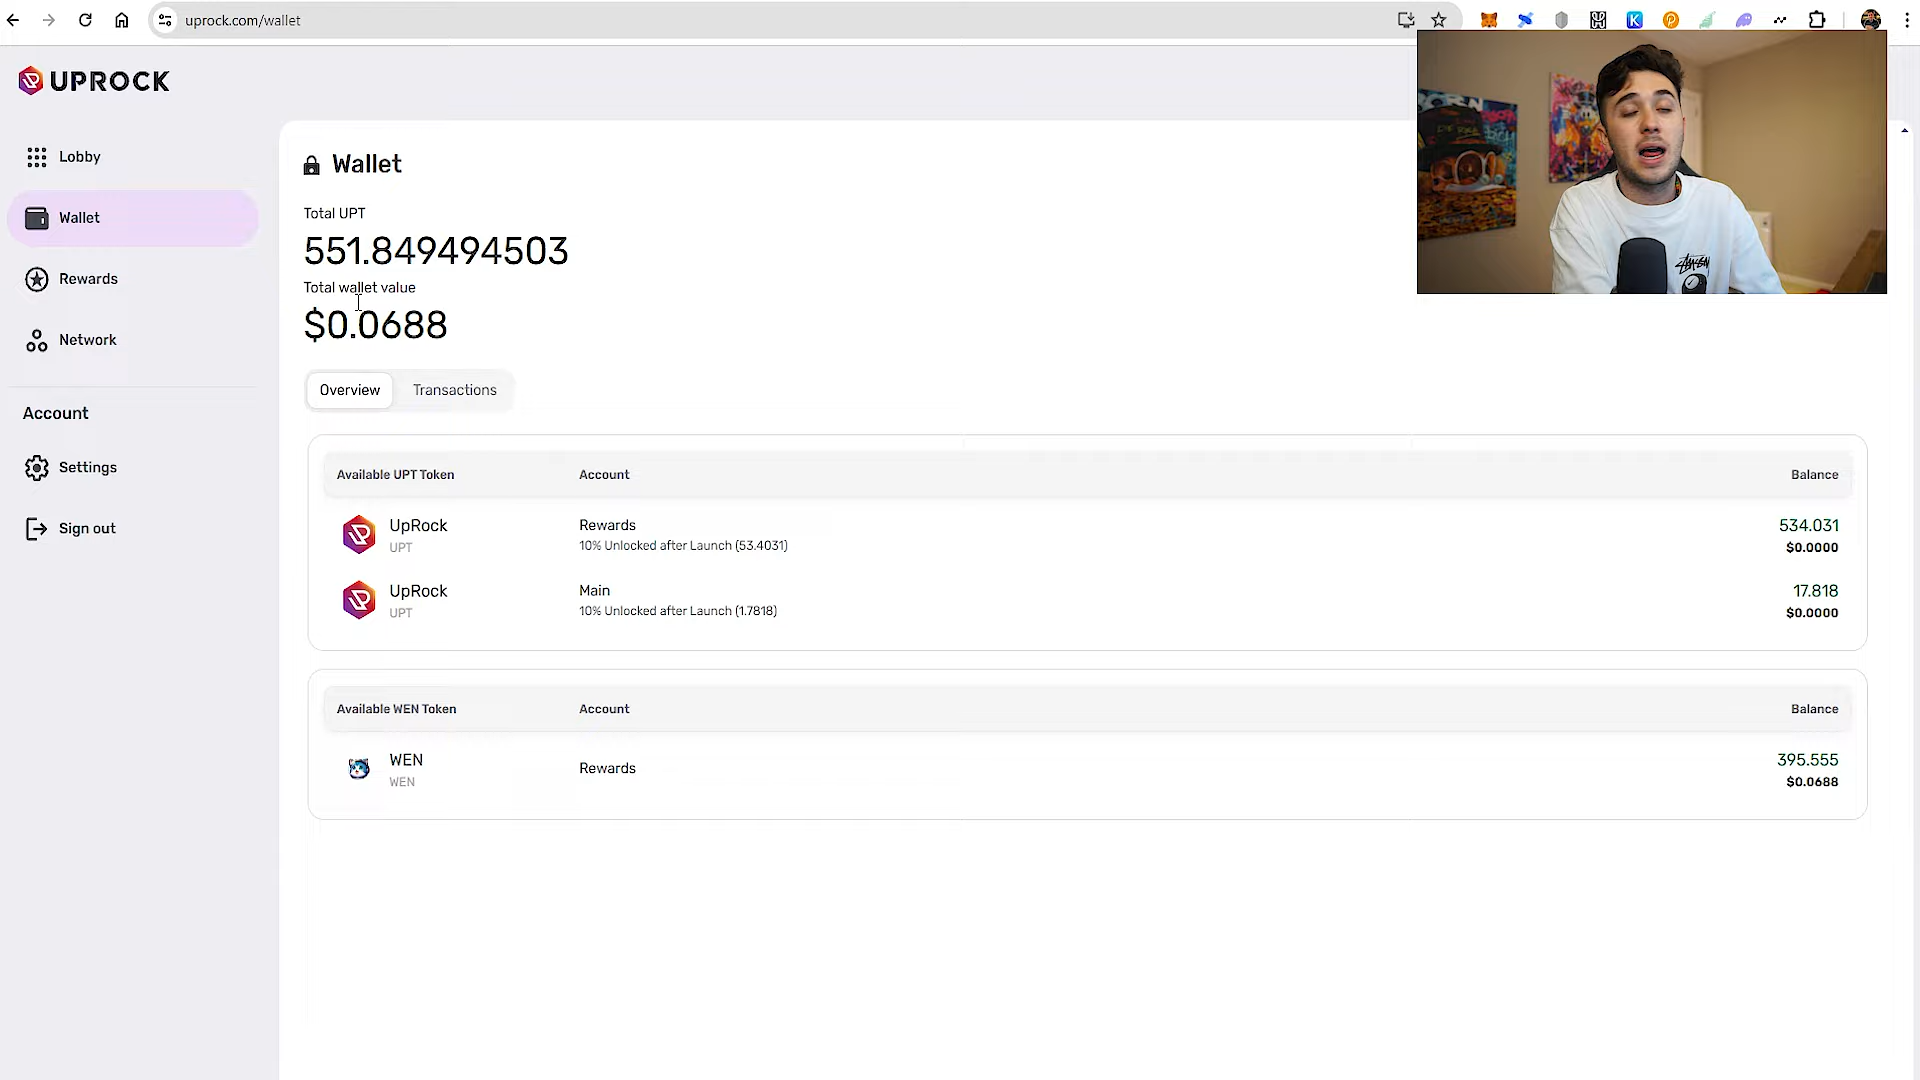 uprock.com/wallet
UPROCK
Lobby
Wallet
Rewards
Network
Account
Settings
Sign out
Wallet
Total UPT
551.849494503
Total wallet value
$0.0688
Overview
Transactions
Available UPT Token
Account
Balance
UpRock
UPT
Rewards
10% Unlocked after Launch (53.4031)
534.031
$0.0000
UpRock
UPT
Main
10% Unlocked after Launch (1.7818)
17.818
$0.0000
Available WEN Token
Account
Balance
WEN
WEN
Rewards
395.555
$0.0688